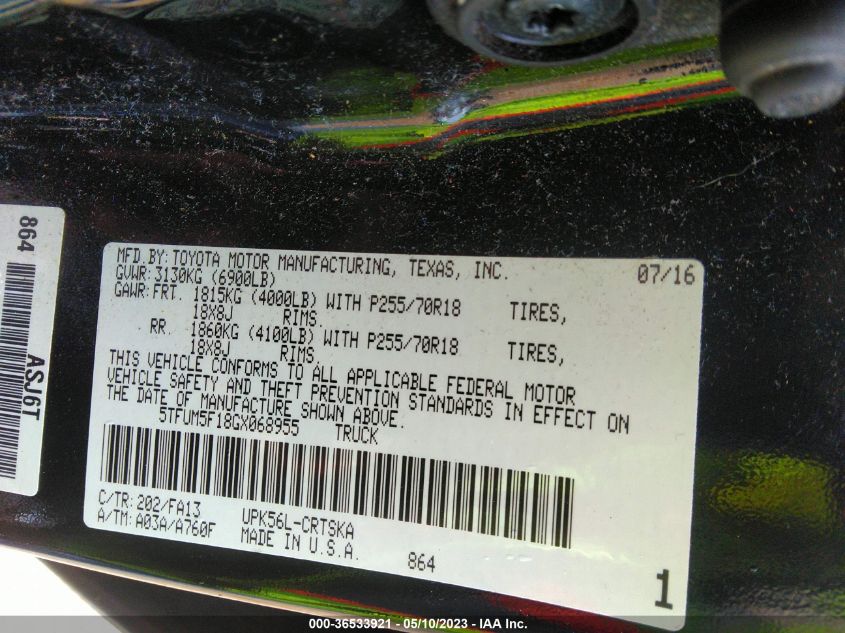 864
ASJ6T
MFD.BY:TOYOTA MOTOR MANUFACTURING, TEXAS, INC. 07/16
GVWR:3130KG (6900LB)
GAWR:FRT. 1815KG (4000LB) WITH P255/70R18 TIRES,
18X8J RIMS.
RR. 1860KG (4100LB) WITH P255/70R18 TIRES,
18X8J RIMS.
THIS VEHICLE CONFORMS TO ALL APPLICABLE FEDERAL MOTOR
VEHICLE SAFETY AND THEFT PREVENTION STANDARDS IN EFFECT ON
THE DATE OF MANUFACTURE SHOWN ABOVE.
5TFUM5F18GX068955 TRUCK
C/TR:202/FA13 UPK56L-CRTSKA
A/TM:A03A/A760F MADE IN U.S.A. 864
1
000-36533921 - 05/10/2023 - IAA Inc.